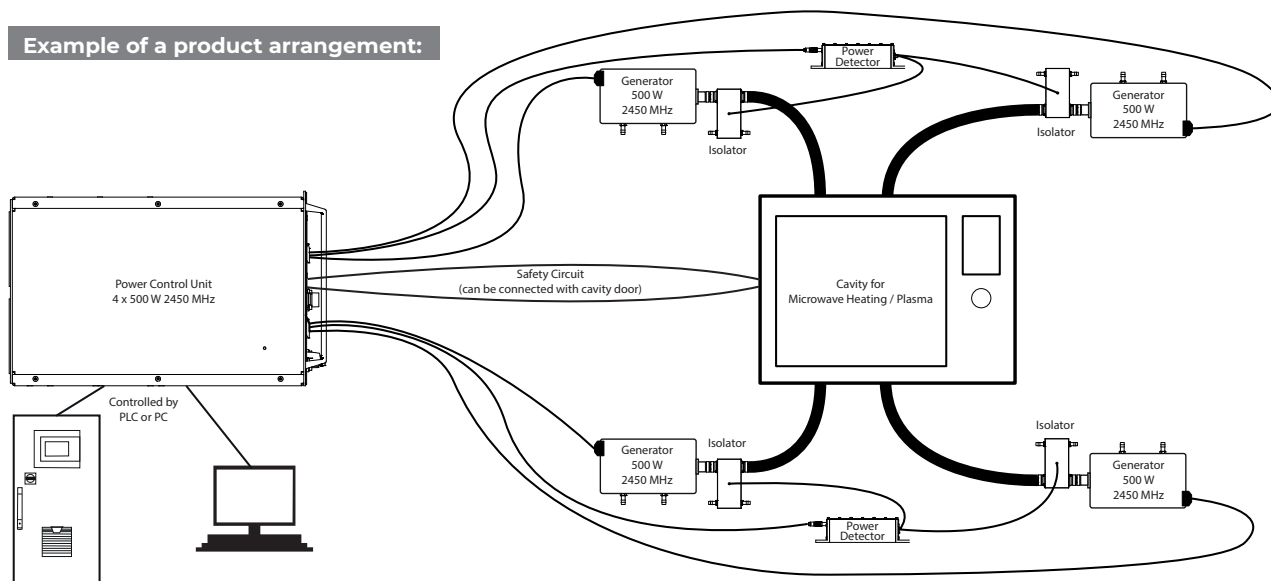 Example of a product arrangement:
Power
Detector
Generator
500 W
2450 MHz
Isolator
Isolator
Generator
500 W
2450 MHz
Power Control Unit
4 x 500 W 2450 MHz
Safety Circuit
(can be connected with cavity door)
Cavity for
Microwave Heating / Plasma
Controlled by
PLC or PC
Generator
500 W
2450 MHz
Isolator
Isolator
Generator
500 W
2450 MHz
Power
Detector